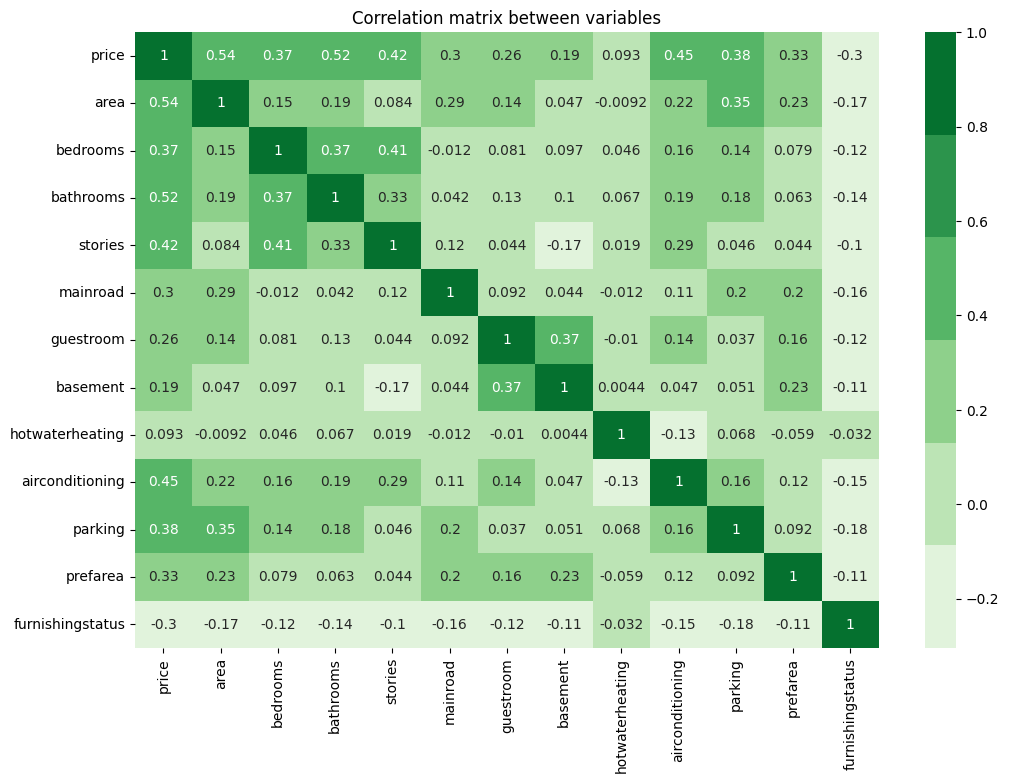 Correlation matrix between variables
price 1 0.54 0.37 0.52 0.42 0.3 0.26 0.19 0.093 0.45 0.38 0.33 -0.3
area 0.54 1 0.15 0.19 0.084 0.29 0.14 0.047 -0.0092 0.22 0.35 0.23 -0.17
bedrooms 0.37 0.15 1 0.37 0.41 -0.012 0.081 0.097 0.046 0.16 0.14 0.079 -0.12
bathrooms 0.52 0.19 0.37 1 0.33 0.042 0.13 0.1 0.067 0.19 0.18 0.063 -0.14
stories 0.42 0.084 0.41 0.33 1 0.12 0.044 -0.17 0.019 0.29 0.046 0.044 -0.1
mainroad 0.3 0.29 -0.012 0.042 0.12 1 0.092 0.044 -0.012 0.11 0.2 0.2 -0.16
guestroom 0.26 0.14 0.081 0.13 0.044 0.092 1 0.37 -0.01 0.14 0.037 0.16 -0.12
basement 0.19 0.047 0.097 0.1 -0.17 0.044 0.37 1 0.0044 0.047 0.051 0.23 -0.11
hotwaterheating 0.093 -0.0092 0.046 0.067 0.019 -0.012 -0.01 0.0044 1 -0.13 0.068 -0.059 -0.032
airconditioning 0.45 0.22 0.16 0.19 0.29 0.11 0.14 0.047 -0.13 1 0.16 0.12 -0.15
parking 0.38 0.35 0.14 0.18 0.046 0.2 0.037 0.051 0.068 0.16 1 0.092 -0.18
prefarea 0.33 0.23 0.079 0.063 0.044 0.2 0.16 0.23 -0.059 0.12 0.092 1 -0.11
furnishingstatus -0.3 -0.17 -0.12 -0.14 -0.1 -0.16 -0.12 -0.11 -0.032 -0.15 -0.18 -0.11 1
price area bedrooms bathrooms stories mainroad guestroom basement hotwaterheating airconditioning parking prefarea furnishingstatus
1.0
0.8
0.6
0.4
0.2
0.0
−0.2